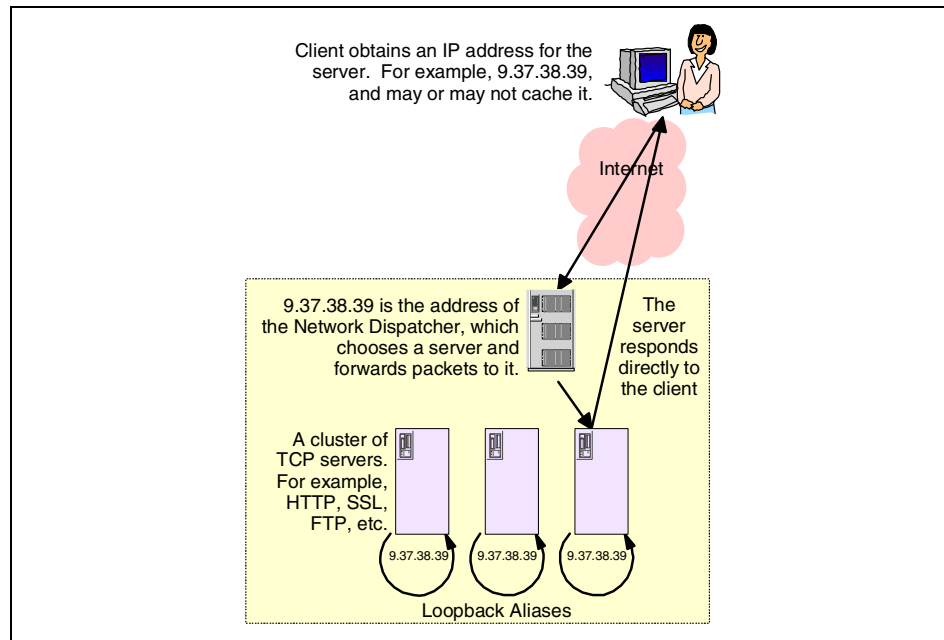 Client obtains an IP address for the
server.  For example, 9.37.38.39,
and may or may not cache it.
Internet
9.37.38.39 is the address of
the Network Dispatcher, which
chooses a server and
forwards packets to it.
The
server
responds
directly to
the client
A cluster of
TCP servers.
For example,
HTTP, SSL,
FTP, etc.
9.37.38.39
9.37.38.39
9.37.38.39
Loopback Aliases